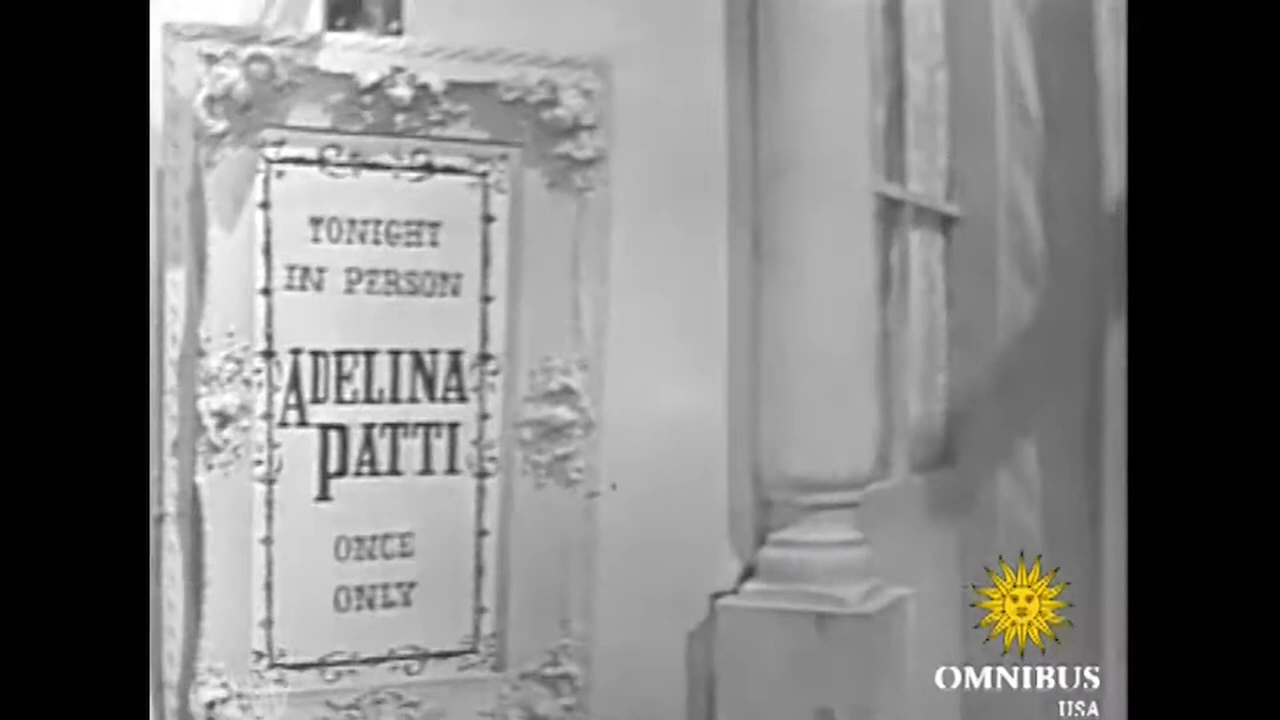 TONIGHT
IN PERSON
ADELINA
PATTI
ONCE
ONLY
OMNIBUS
USA